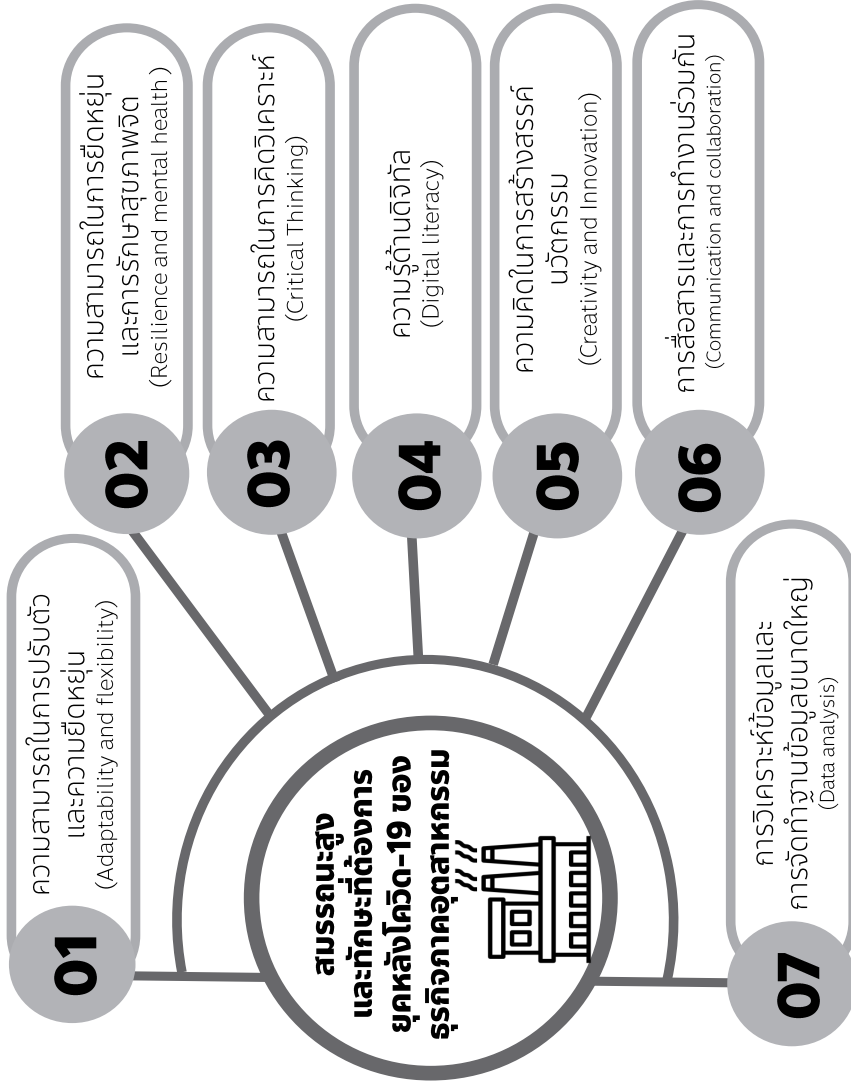 สมรรถนะสูง
และทักษะที่ต้องการ
ยุคหลังโควิด-19 ของ
ธุรกิจภาคอุตสาหกรรม
01
ความสามารถในการปรับตัว
และความยืดหยุ่น
(Adaptability and flexibility)
02
ความสามารถในการยืดหยุ่น
และการรักษาสุขภาพจิต
(Resilience and mental health )
03
ความสามารถในการคิดวิเคราะห์
(Critical Thinking)
04
ความรู้ด้านดิจิทัล
(Digital literacy)
05
ความคิดในการสร้างสรรค์
นวัตกรรม
(Creativity and Innovation)
06
การสื่อสารและการทำงานร่วมกัน
(Communication and collaboration)
07
การวิเคราะห์ข้อมูลและ
การจัดทำฐานข้อมูลขนาดใหญ่
(Data analysis)